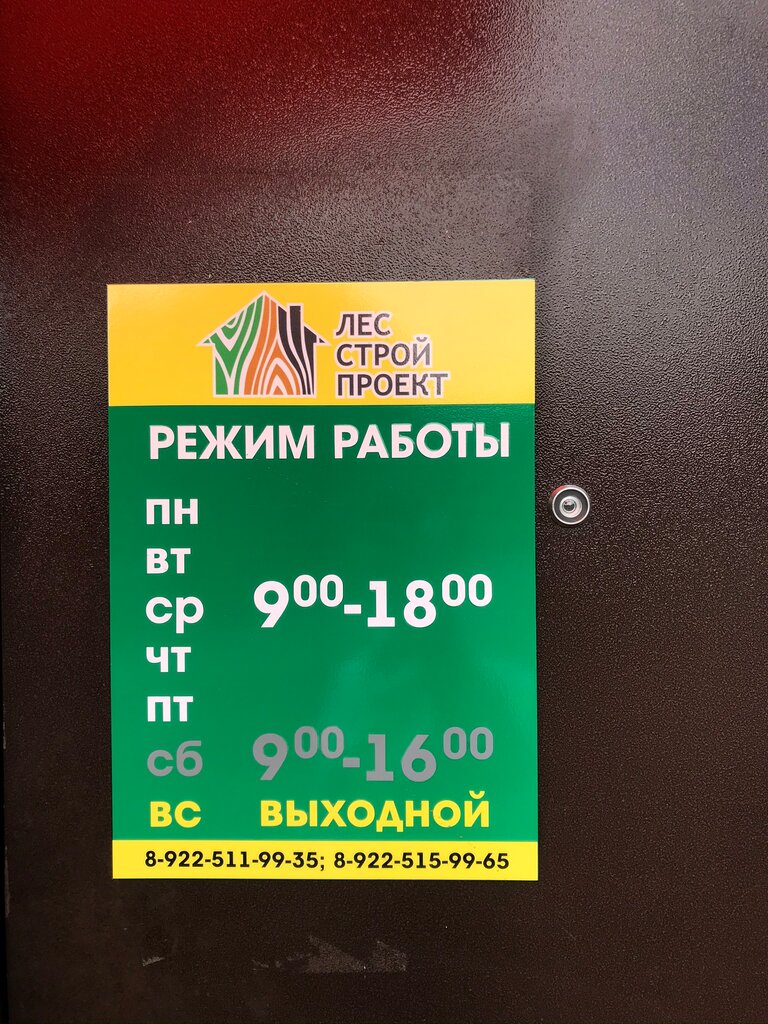 ЛЕС
СТРОЙ
ПРОЕКТ
РЕЖИМ РАБОТЫ
пн
вт
ср 9⁰⁰-18⁰⁰
чт
пт
сб 9⁰⁰-16⁰⁰
вс ВЫХОДНОЙ
8-922-511-99-35; 8-922-515-99-65